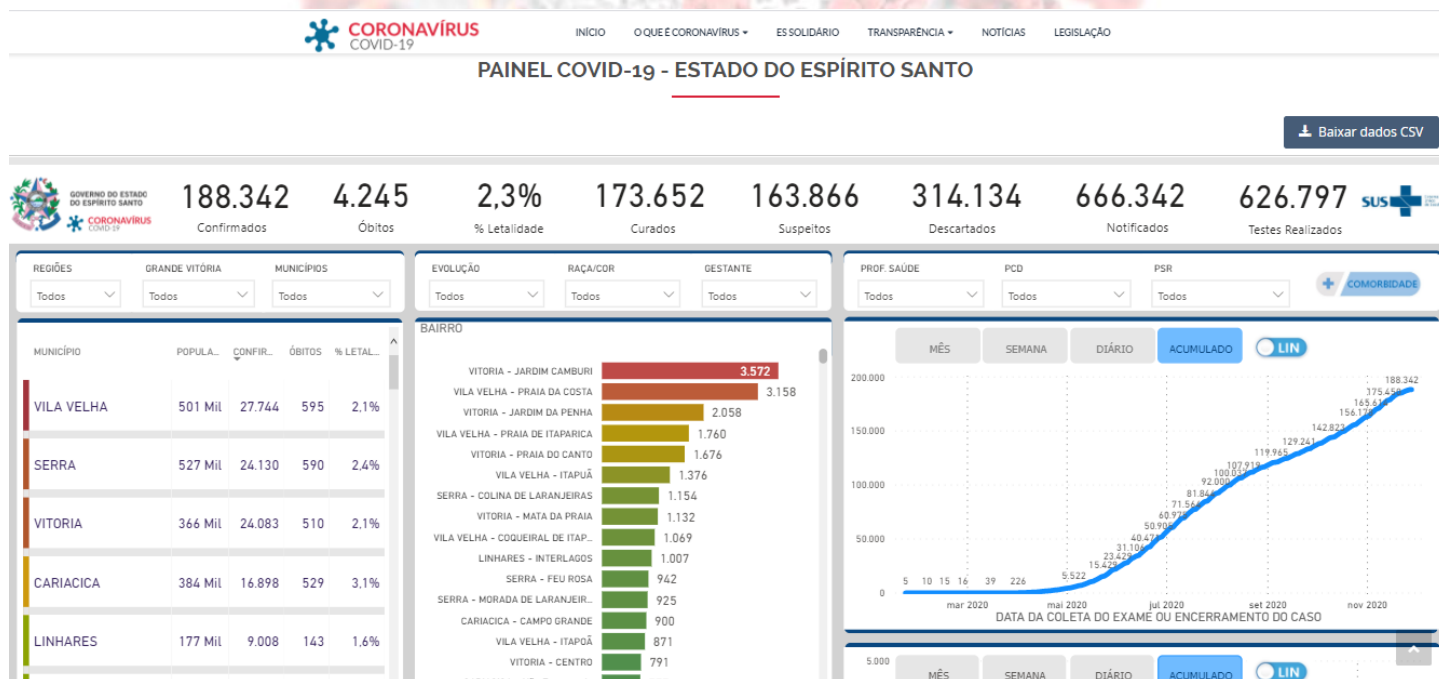 CORONAVÍRUS
COVID-19
INÍCIO O QUE É CORONAVÍRUS ES SOLIDÁRIO TRANSPARÊNCIA NOTÍCIAS LEGISLAÇÃO
PAINEL COVID-19 - ESTADO DO ESPÍRITO SANTO
Baixar dados CSV
GOVERNO DO ESTADO
DO ESPÍRITO SANTO
CORONAVÍRUS
COVID-19
188.342 4.245 2,3% 173.652 163.866 314.134 666.342 626.797 SUS
Confirmados Óbitos % Letalidade Curados Suspeitos Descartados Notificados Testes Realizados
REGIÕES GRANDE VITÓRIA MUNICÍPIOS
Todos Todos Todos
EVOLUÇÃO RAÇA/COR GESTANTE
Todos Todos Todos
PROF. SAÚDE PCD PSR
Todos Todos Todos
COMORBIDADE
MUNICÍPIO POPULA... CONFIR... ÓBITOS % LETAL...
VILA VELHA 501 Mil 27.744 595 2,1%
SERRA 527 Mil 24.130 590 2,4%
VITORIA 366 Mil 24.083 510 2,1%
CARIACICA 384 Mil 16.898 529 3,1%
LINHARES 177 Mil 9.008 143 1,6%
BAIRRO
VITORIA - JARDIM CAMBURI 3.572
VILA VELHA - PRAIA DA COSTA 3.158
VITORIA - JARDIM DA PENHA 2.058
VILA VELHA - PRAIA DE ITAPARICA 1.760
VITORIA - PRAIA DO CANTO 1.676
VILA VELHA - ITAPUÃ 1.376
SERRA - COLINA DE LARANJEIRAS 1.154
VITORIA - MATA DA PRAIA 1.132
VILA VELHA - COQUEIRAL DE ITAP... 1.069
LINHARES - INTERLAGOS 1.007
SERRA - FEU ROSA 942
SERRA - MORADA DE LARANJEIR... 925
CARIACICA - CAMPO GRANDE 900
VILA VELHA - ITAPOÃ 871
VITORIA - CENTRO 791
MÊS SEMANA DIÁRIO ACUMULADO LIN
200.000
150.000
100.000
50.000
0
5 10 15 16 39 226 5.522 15.429 23.429 31.106 40.471 50.905 60.975 71.564 81.846 92.000 100.032 107.919 119.965 129.241 142.823 156.175 165.614 175.450 188.342
mar 2020 mai 2020 jul 2020 set 2020 nov 2020
DATA DA COLETA DO EXAME OU ENCERRAMENTO DO CASO
5.000
MÊS SEMANA DIÁRIO ACUMULADO LIN